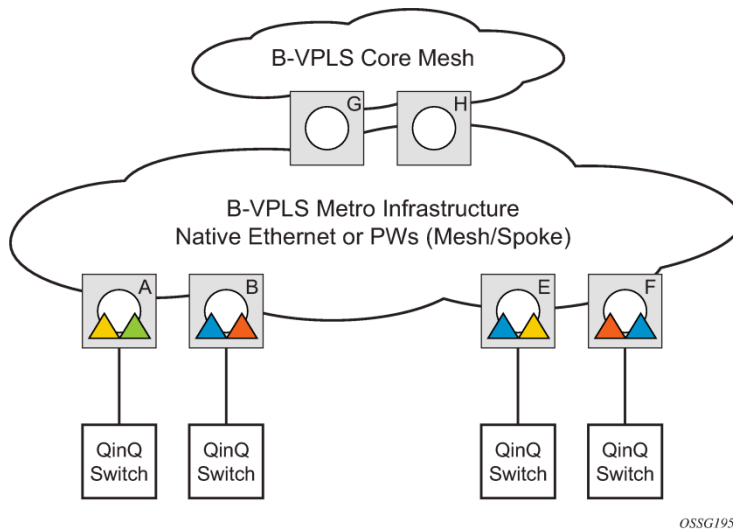 B-VPLS Core Mesh
G
H
B-VPLS Metro Infrastructure
Native Ethernet or PWs (Mesh/Spoke)
A
B
E
F
QinQ
Switch
QinQ
Switch
QinQ
Switch
QinQ
Switch
OSSG195